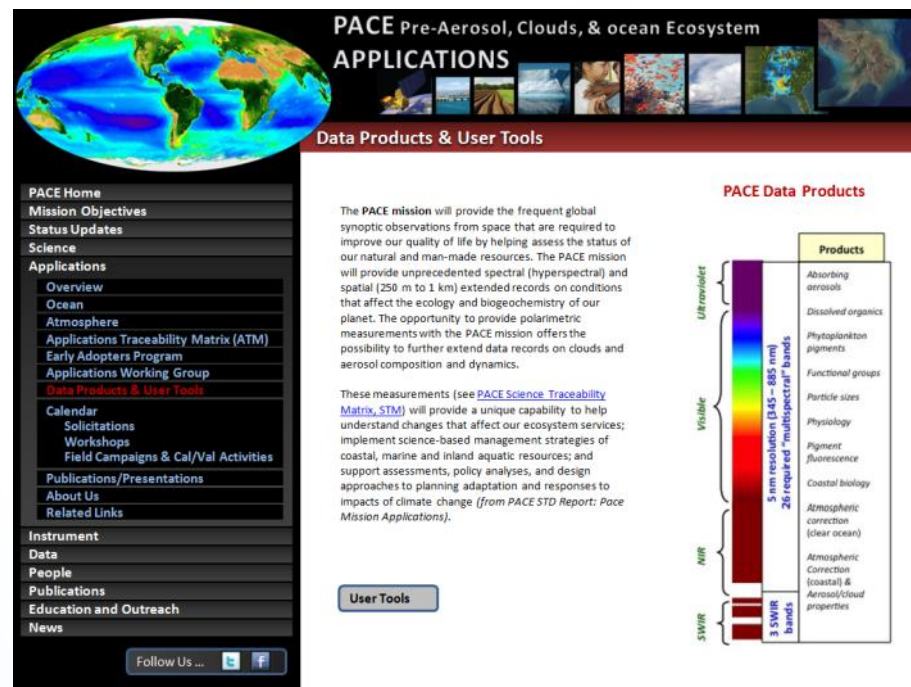 PACE Pre-Aerosol, Clouds, & ocean Ecosystem
APPLICATIONS
Data Products & User Tools
PACE Home
Mission Objectives
Status Updates
Science
Applications
Overview
Ocean
Atmosphere
Applications Traceability Matrix (ATM)
Early Adopters Program
Applications Working Group
Data Products & User Tools
Calendar
Solicitations
Workshops
Field Campaigns & Cal/Val Activities
Publications/Presentations
About Us
Related Links
Instrument
Data
People
Publications
Education and Outreach
News
Follow Us ...
The PACE mission will provide the frequent global
synoptic observations from space that are required to
improve our quality of life by helping assess the status of
our natural and man-made resources. The PACE mission
will provide unprecedented spectral (hyperspectral) and
spatial (250 m to 1 km) extended records on conditions
that affect the ecology and biogeochemistry of our
planet. The opportunity to provide polarimetric
measurements with the PACE mission offers the
possibility to further extend data records on clouds and
aerosol composition and dynamics.
These measurements (see PACE Science Traceability
Matrix, STM) will provide a unique capability to help
understand changes that affect our ecosystem services;
implement science-based management strategies of
coastal, marine and inland aquatic resources; and
support assessments, policy analyses, and design
approaches to planning adaptation and responses to
impacts of climate change (from PACE STD Report: Pace
Mission Applications).
User Tools
PACE Data Products
Products
Ultraviolet
Visible
NIR
SWIR
5 nm resolution (345 – 885 nm)
26 required "multispectral" bands
3 SWIR
bands
Absorbing
aerosols
Dissolved organics
Phytoplankton
pigments
Functional groups
Particle sizes
Physiology
Pigment
fluorescence
Coastal biology
Atmospheric
correction
(clear ocean)
Atmospheric
Correction
(coastal) &
Aerosol/cloud
properties